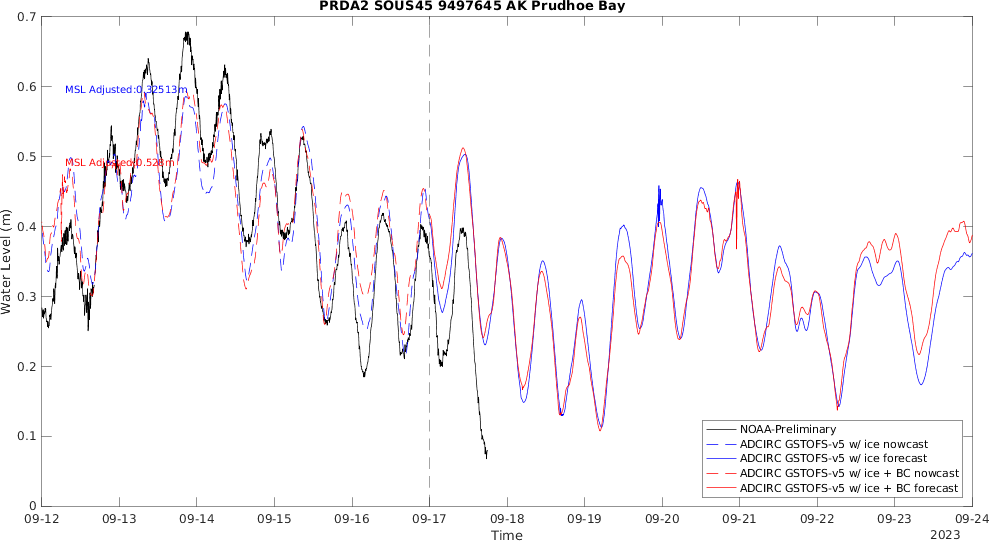 PRDA2 SOUS45 9497645 AK Prudhoe Bay
0.7
0.6
0.5
0.4
0.3
0.2
0.1
0
Water Level (m)
MSL Adjusted:0.32513m
MSL Adjusted:0.528m
NOAA-Preliminary
ADCIRC GSTOFS-v5 w/ ice nowcast
ADCIRC GSTOFS-v5 w/ ice forecast
ADCIRC GSTOFS-v5 w/ ice + BC nowcast
ADCIRC GSTOFS-v5 w/ ice + BC forecast
09-12 09-13 09-14 09-15 09-16 09-17 09-18 09-19 09-20 09-21 09-22 09-23 09-24
Time
2023